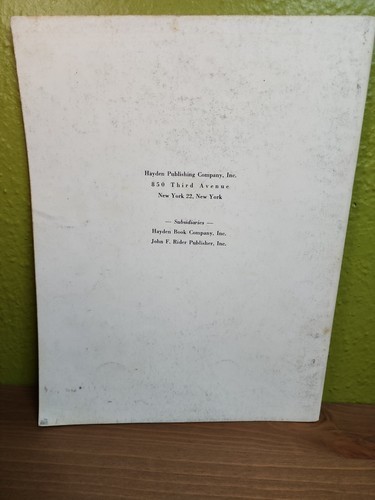 Hayden Publishing Company, Inc.
850 Third Avenue
New York 22, New York
— Subsidiaries —
Hayden Book Company, Inc.
John F. Rider Publisher, Inc.